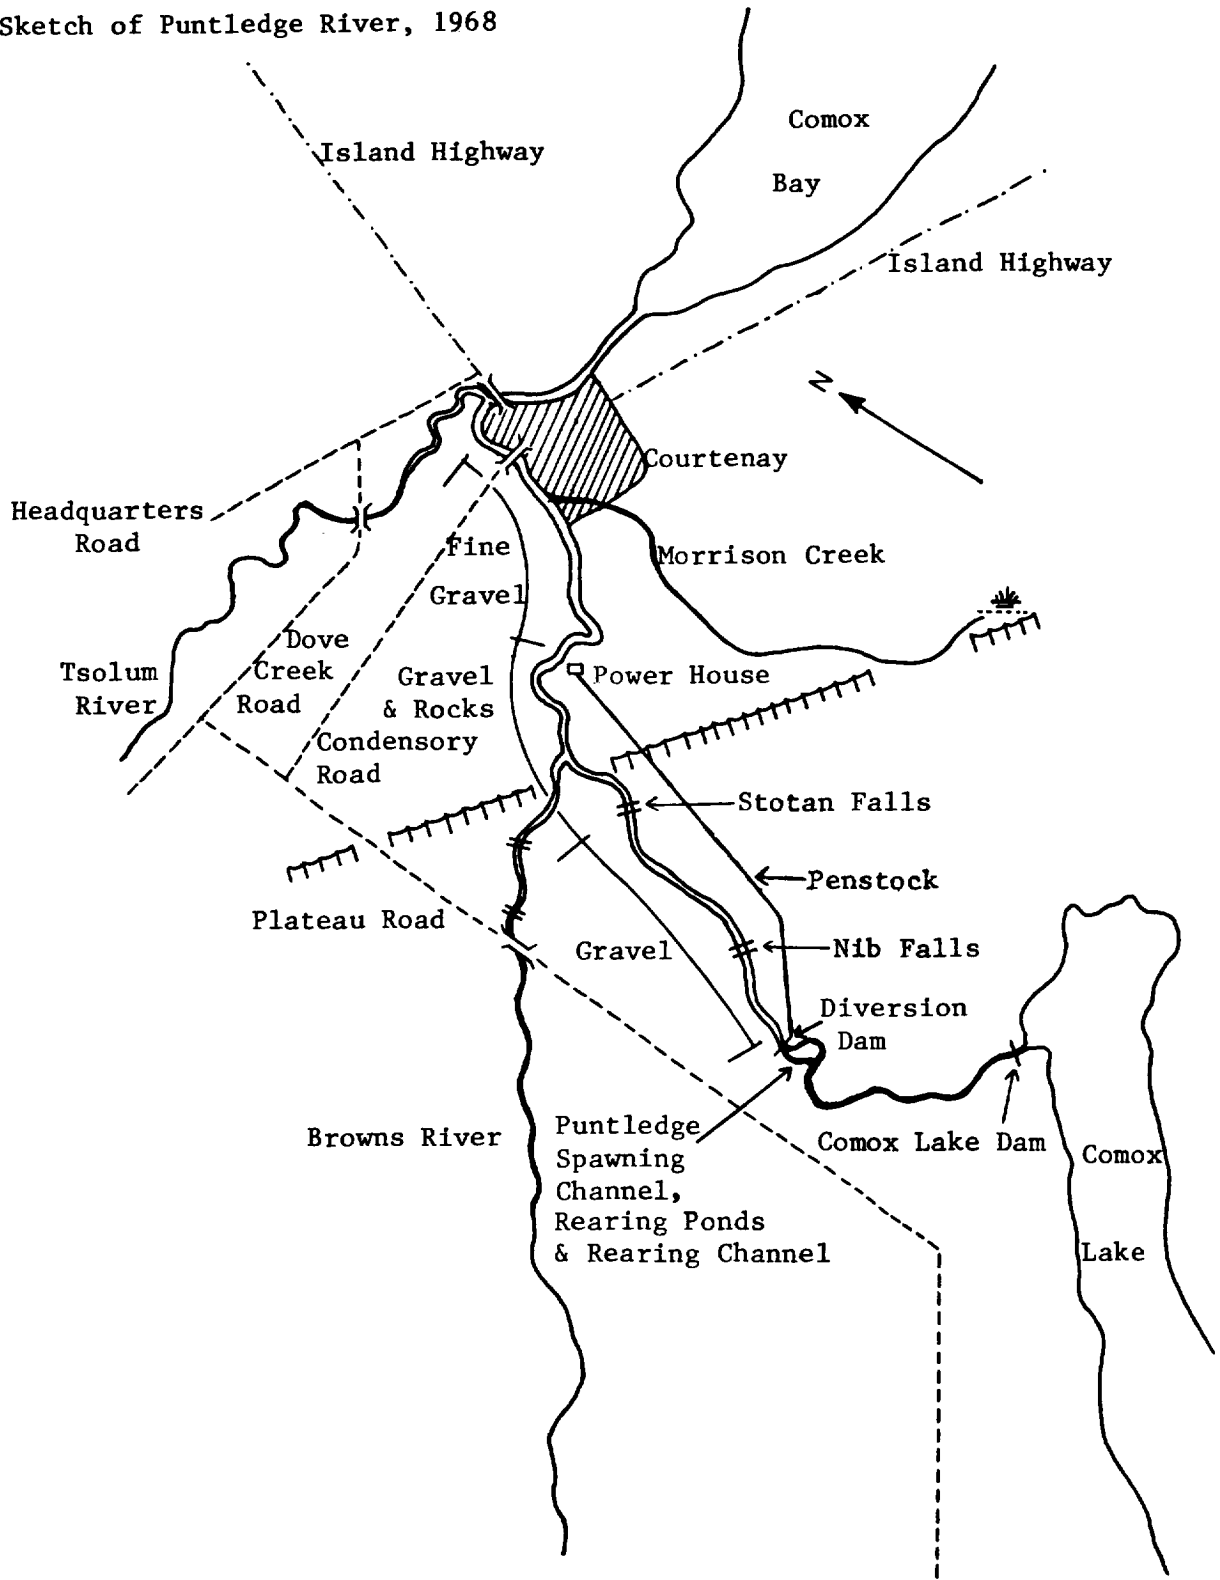 Sketch of Puntledge River, 1968
Comox
Bay
Island Highway
Island Highway
N
Courtenay
Headquarters
Road
Fine
Gravel
Morrison Creek
Dove
Creek
Road
Tsolum
River
Gravel
& Rocks
Power House
Condensory
Road
Stotan Falls
Penstock
Plateau Road
Gravel
Nib Falls
Diversion
Dam
Browns River
Puntledge
Spawning
Channel,
Rearing Ponds
& Rearing Channel
Comox Lake Dam
Comox
Lake